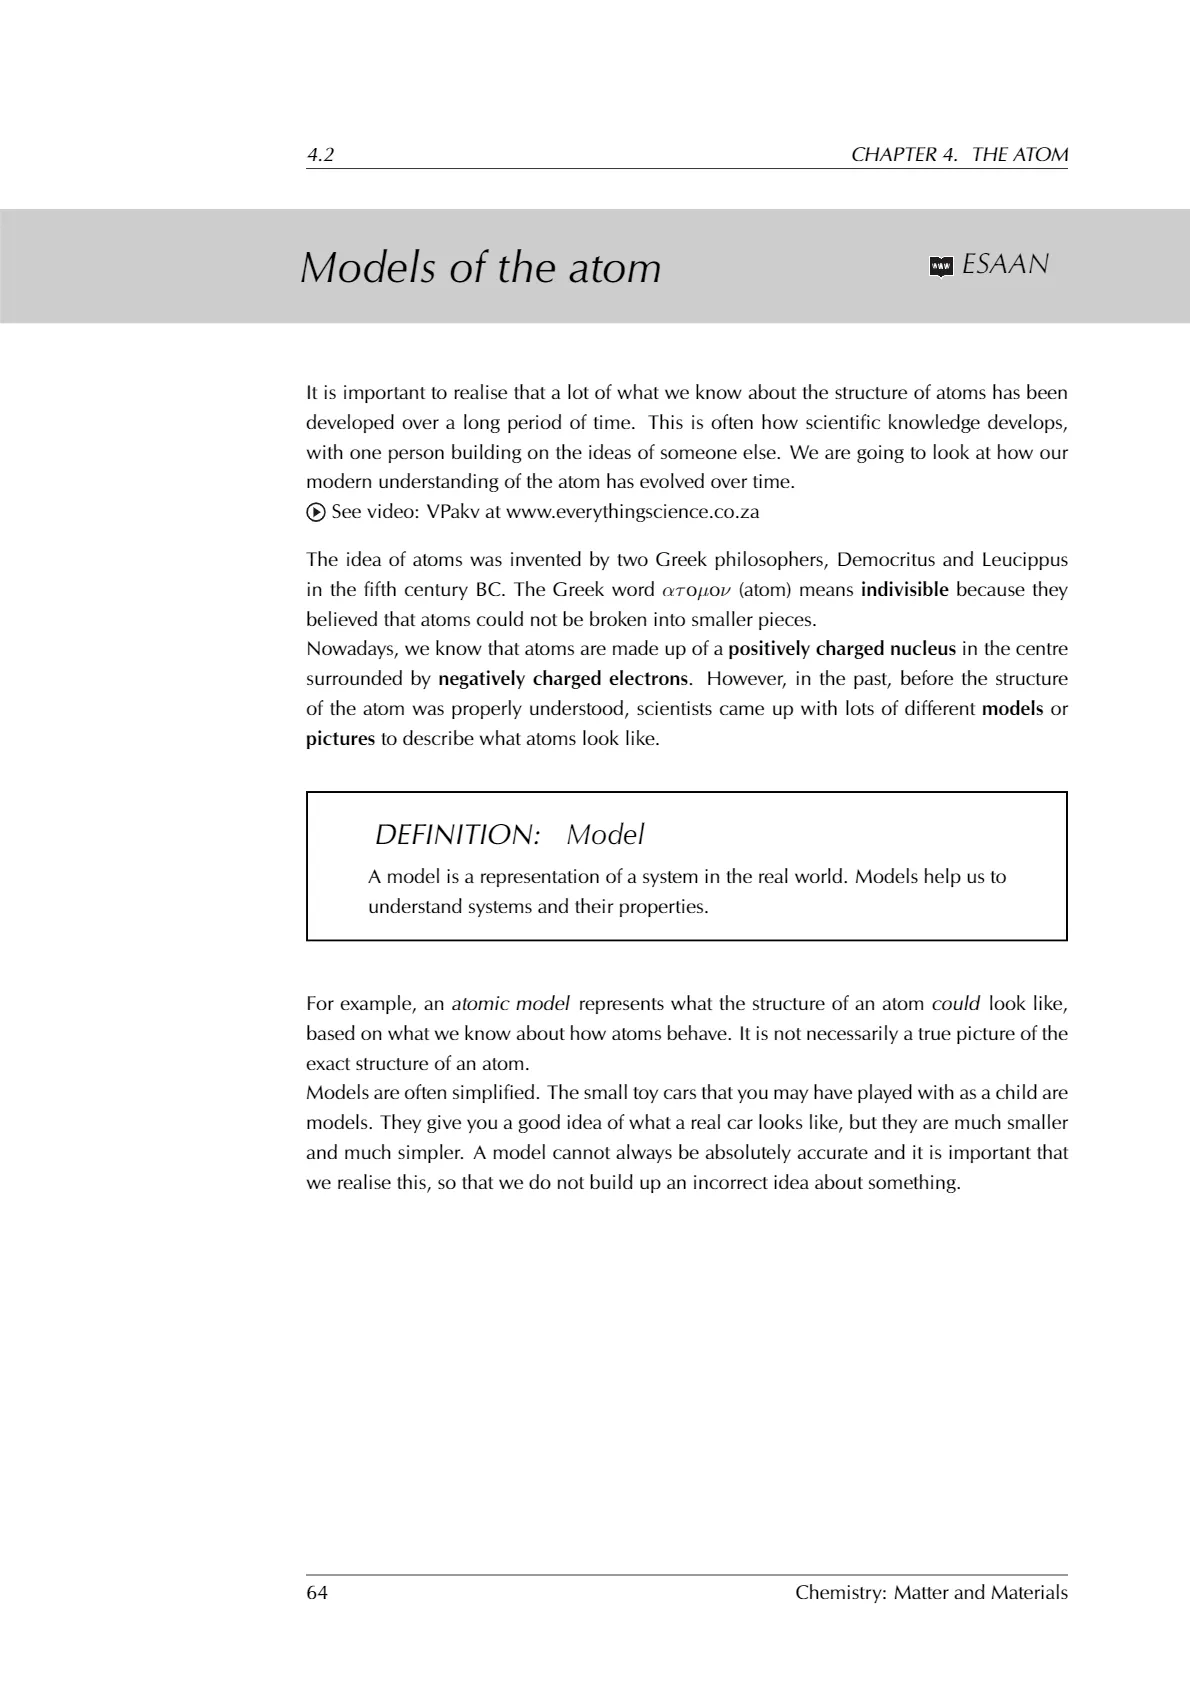 4.2 CHAPTER 4. THE ATOM
Models of the atom
www ESAAN
It is important to realise that a lot of what we know about the structure of atoms has been
developed over a long period of time. This is often how scientific knowledge develops,
with one person building on the ideas of someone else. We are going to look at how our
modern understanding of the atom has evolved over time.
See video: VPakv at www.everythingscience.co.za
The idea of atoms was invented by two Greek philosophers, Democritus and Leucippus
in the fifth century BC. The Greek word ατoμoν (atom) means indivisible because they
believed that atoms could not be broken into smaller pieces.
Nowadays, we know that atoms are made up of a positively charged nucleus in the centre
surrounded by negatively charged electrons. However, in the past, before the structure
of the atom was properly understood, scientists came up with lots of different models or
pictures to describe what atoms look like.
DEFINITION: Model
A model is a representation of a system in the real world. Models help us to
understand systems and their properties.
For example, an atomic model represents what the structure of an atom could look like,
based on what we know about how atoms behave. It is not necessarily a true picture of the
exact structure of an atom.
Models are often simplified. The small toy cars that you may have played with as a child are
models. They give you a good idea of what a real car looks like, but they are much smaller
and much simpler. A model cannot always be absolutely accurate and it is important that
we realise this, so that we do not build up an incorrect idea about something.
64 Chemistry: Matter and Materials